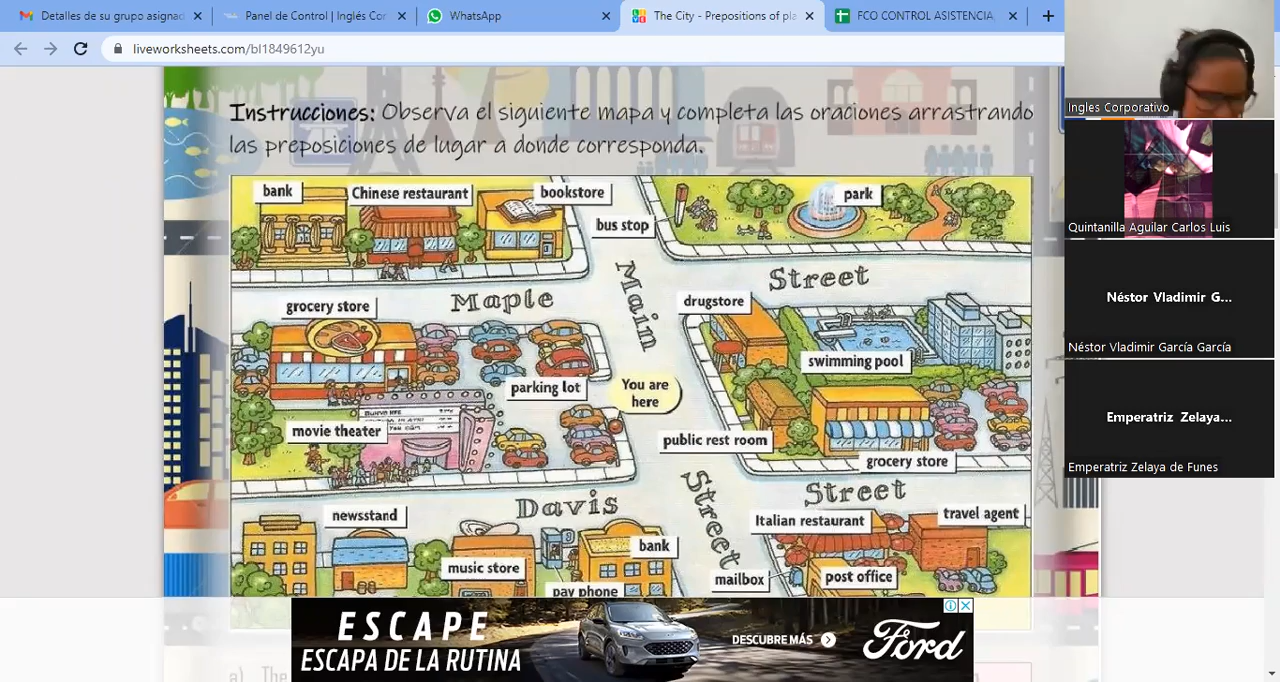 Detalles de su grupo asignad
Panel de Control | Inglés Cor
WhatsApp
The City - Prepositions of pla
FCO CONTROL ASISTENCIA
liveworksheets.com/bl1849612yu
Instrucciones: Observa el siguiente mapa y completa las oraciones arrastrando
las preposiciones de lugar a donde corresponda.
bank
Chinese restaurant
bookstore
bus stop
park
Maple
Street
Main
grocery store
drugstore
swimming pool
parking lot
You are
here
movie theater
public rest room
grocery store
Davis
Street
Street
newsstand
Italian restaurant
travel agent
music store
bank
pay phone
mailbox
post office
ESCAPE
ESCAPA DE LA RUTINA
DESCUBRE MÁS
Ford
a) The
Ingles Corporativo
Quintanilla Aguilar Carlos Luis
Néstor Vladimir G...
Néstor Vladimir García García
Emperatriz Zelaya...
Emperatriz Zelaya de Funes